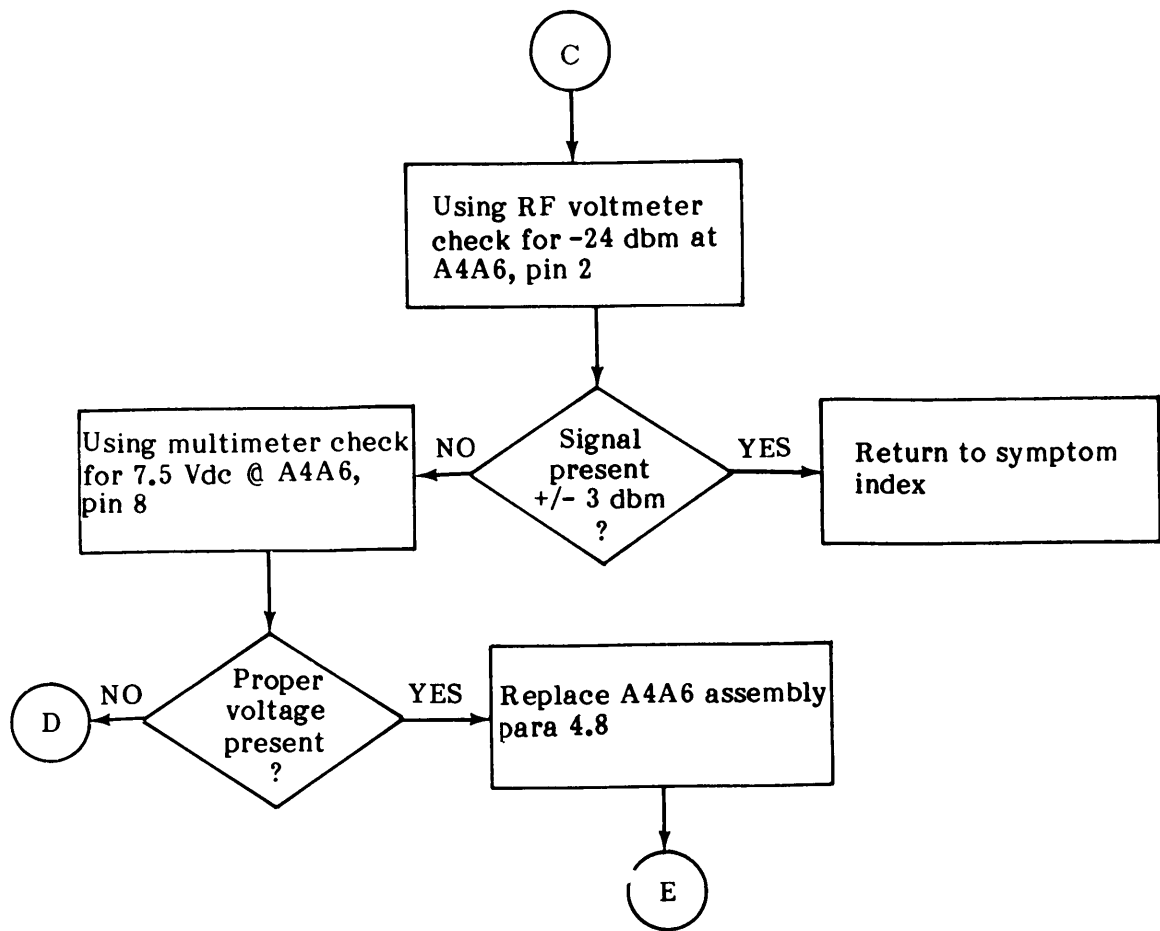 C
Using RF voltmeter
check for -24 dbm at
A4A6, pin 2
Signal
present
+/- 3 dbm
?
NO
YES
Using multimeter check
for 7.5 Vdc @ A4A6,
pin 8
Return to symptom
index
Proper
voltage
present
?
NO
YES
D
Replace A4A6 assembly
para 4.8
E